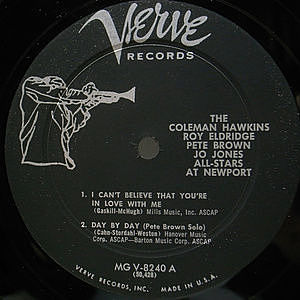 Verve
RECORDS
THE
COLEMAN HAWKINS
ROY ELDRIDGE
PETE BROWN
JO JONES
ALL-STARS
AT NEWPORT
1. I CAN'T BELIEVE THAT YOU'RE
IN LOVE WITH ME
(Gaskill-McHugh) Mills Music, Inc. ASCAP
2. DAY BY DAY (Pete Brown Solo)
(Cahn-Stordahl-Weston) Hanover Music
Corp. ASCAP—Barton Music Corp. ASCAP
MG V-8240 A
(50,428)
VERVE RECORDS, INC. MADE IN U.S.A.